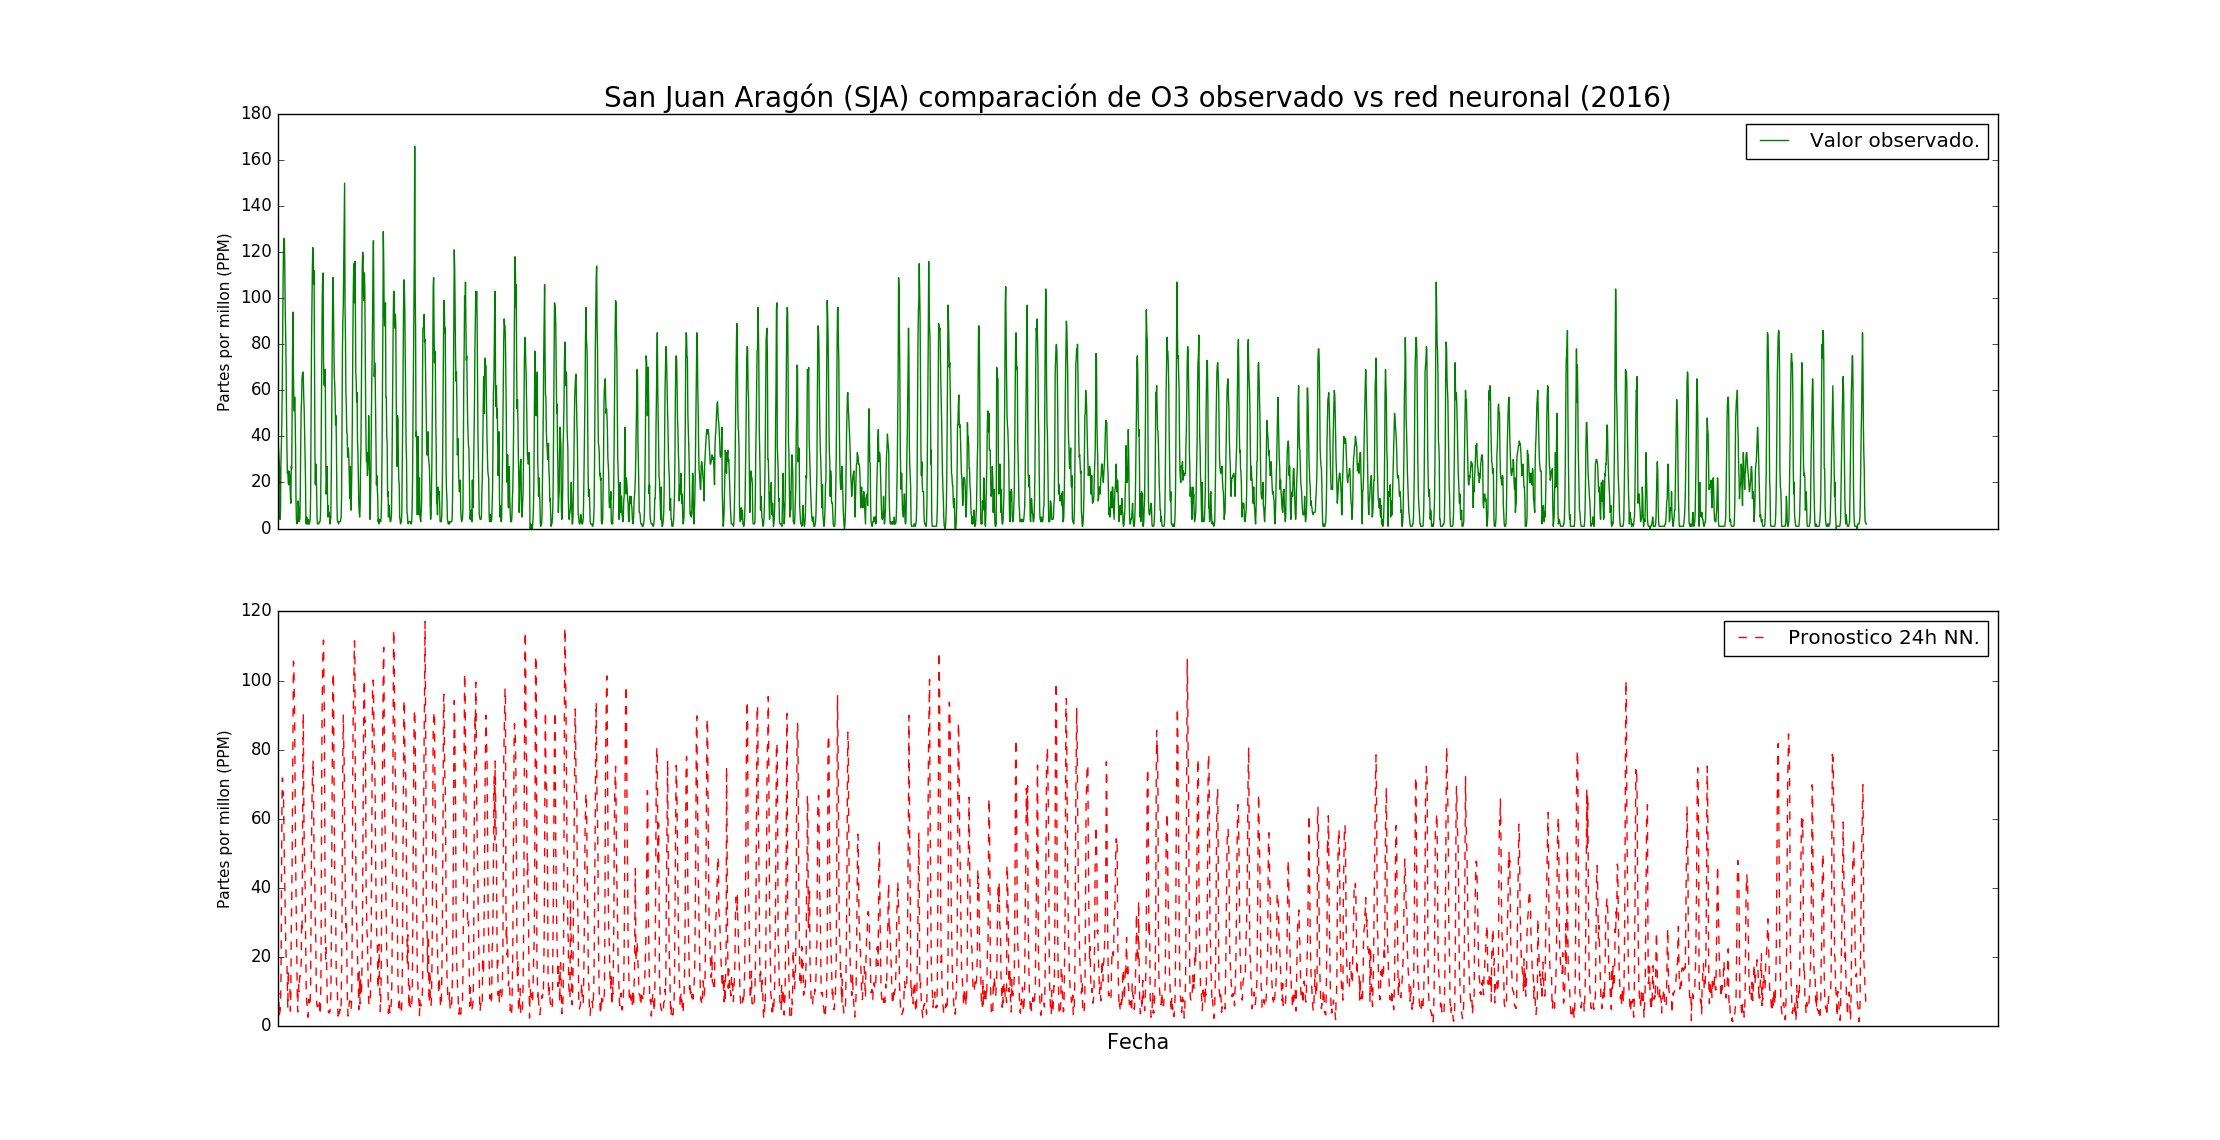 San Juan Aragón (SJA) comparación de O3 observado vs red neuronal (2016)
180
160
140
120
100
80
60
40
20
0
Partes por millon (PPM)
Valor observado.
120
100
80
60
40
20
0
Partes por millon (PPM)
Pronostico 24h NN.
Fecha